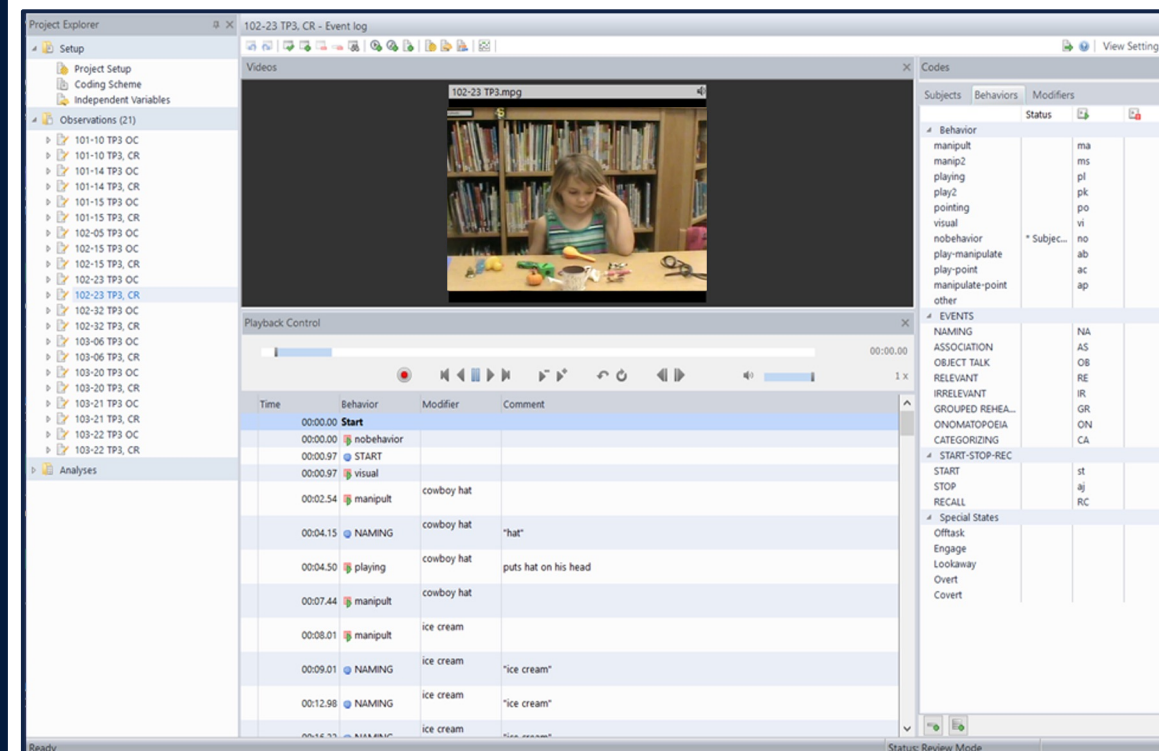 Project Explorer
102-23 TP3, CR - Event log
Setup
Project Setup
Coding Scheme
Independent Variables
Observations (21)
101-10 TP3 OC
101-10 TP3, CR
101-14 TP3 OC
101-14 TP3, CR
101-15 TP3 OC
101-15 TP3, CR
102-05 TP3 OC
102-15 TP3 OC
102-15 TP3, CR
102-23 TP3 OC
102-23 TP3, CR
102-32 TP3 OC
102-32 TP3, CR
103-06 TP3 OC
103-06 TP3, CR
103-20 TP3 OC
103-20 TP3, CR
103-21 TP3 OC
103-21 TP3, CR
103-22 TP3 OC
103-22 TP3, CR
Analyses
View Setting
Videos
102-23 TP3.mpg
Playback Control
00:00.00
1 x
Time Behavior Modifier Comment
00:00.00 Start
00:00.00 nobehavior
00:00.97 START
00:00.97 visual
00:02.54 manipult cowboy hat
00:04.15 NAMING cowboy hat "hat"
00:04.50 playing cowboy hat puts hat on his head
00:07.44 manipult cowboy hat
00:08.01 manipult ice cream
00:09.01 NAMING ice cream "ice cream"
00:12.98 NAMING ice cream "ice cream"
00:16.22 NAMING ice cream "ice cream"
Codes
Subjects Behaviors Modifiers
Status
Behavior
manipult ma
manip2 ms
playing pl
play2 pk
pointing po
visual vi
nobehavior * Subjec... no
play-manipulate ab
play-point ac
manipulate-point ap
other
EVENTS
NAMING NA
ASSOCIATION AS
OBJECT TALK OB
RELEVANT RE
IRRELEVANT IR
GROUPED REHEA... GR
ONOMATOPOEIA ON
CATEGORIZING CA
START-STOP-REC
START st
STOP aj
RECALL RC
Special States
Offtask
Engage
Lookaway
Overt
Covert
Ready
Status: Review Mode